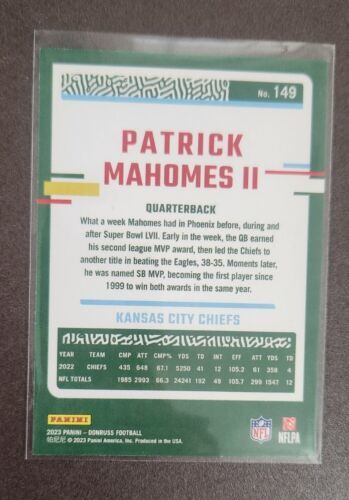 No. 149
PATRICK
MAHOMES II
QUARTERBACK
What a week Mahomes had in Phoenix before, during and
after Super Bowl LVII. Early in the week, the QB earned
his second league MVP award, then led the Chiefs to
another title in beating the Eagles, 38-35. Moments later,
he was named SB MVP, becoming the first player since
1999 to win both awards in the same year.
KANSAS CITY CHIEFS
YEAR TEAM CMP ATT CMP% YDS TD INT EFF ATT YDS TD
2022 CHIEFS 435 648 67.1 5250 41 12 105.2 61 358 4
NFL TOTALS 1985 2993 66.3 24241 192 49 105.7 299 1547 12
PANINI
2023 PANINI – DONRUSS FOOTBALL
帕尼尼 © 2023 Panini America, Inc. Produced in the USA.
NFL
NFLPA